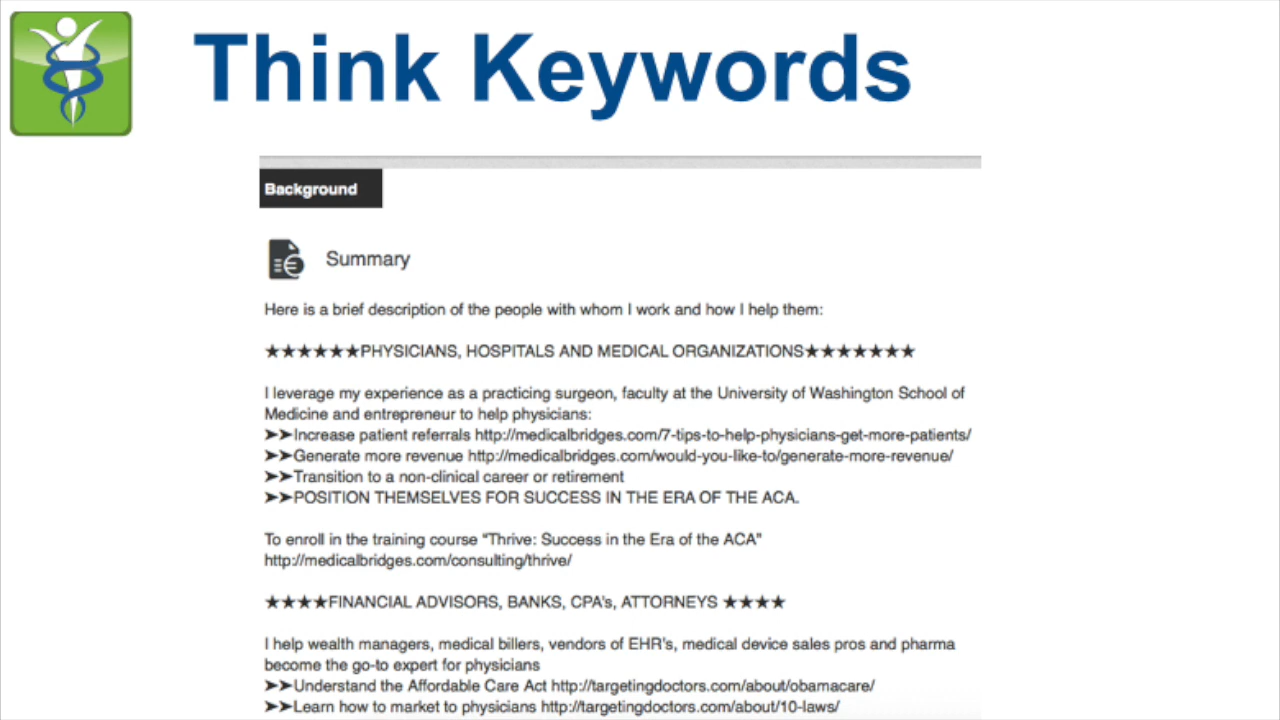 Think Keywords
Background
Summary
Here is a brief description of the people with whom I work and how I help them:
★★★★★★PHYSICIANS, HOSPITALS AND MEDICAL ORGANIZATIONS★★★★★★★
I leverage my experience as a practicing surgeon, faculty at the University of Washington School of
Medicine and entrepreneur to help physicians:
➤➤Increase patient referrals http://medicalbridges.com/7-tips-to-help-physicians-get-more-patients/
➤➤Generate more revenue http://medicalbridges.com/would-you-like-to/generate-more-revenue/
➤➤Transition to a non-clinical career or retirement
➤➤POSITION THEMSELVES FOR SUCCESS IN THE ERA OF THE ACA.
To enroll in the training course "Thrive: Success in the Era of the ACA"
http://medicalbridges.com/consulting/thrive/
★★★★FINANCIAL ADVISORS, BANKS, CPA's, ATTORNEYS ★★★★
I help wealth managers, medical billers, vendors of EHR's, medical device sales pros and pharma
become the go-to expert for physicians
➤➤Understand the Affordable Care Act http://targetingdoctors.com/about/obamacare/
➤➤Learn how to market to physicians http://targetingdoctors.com/about/10-laws/